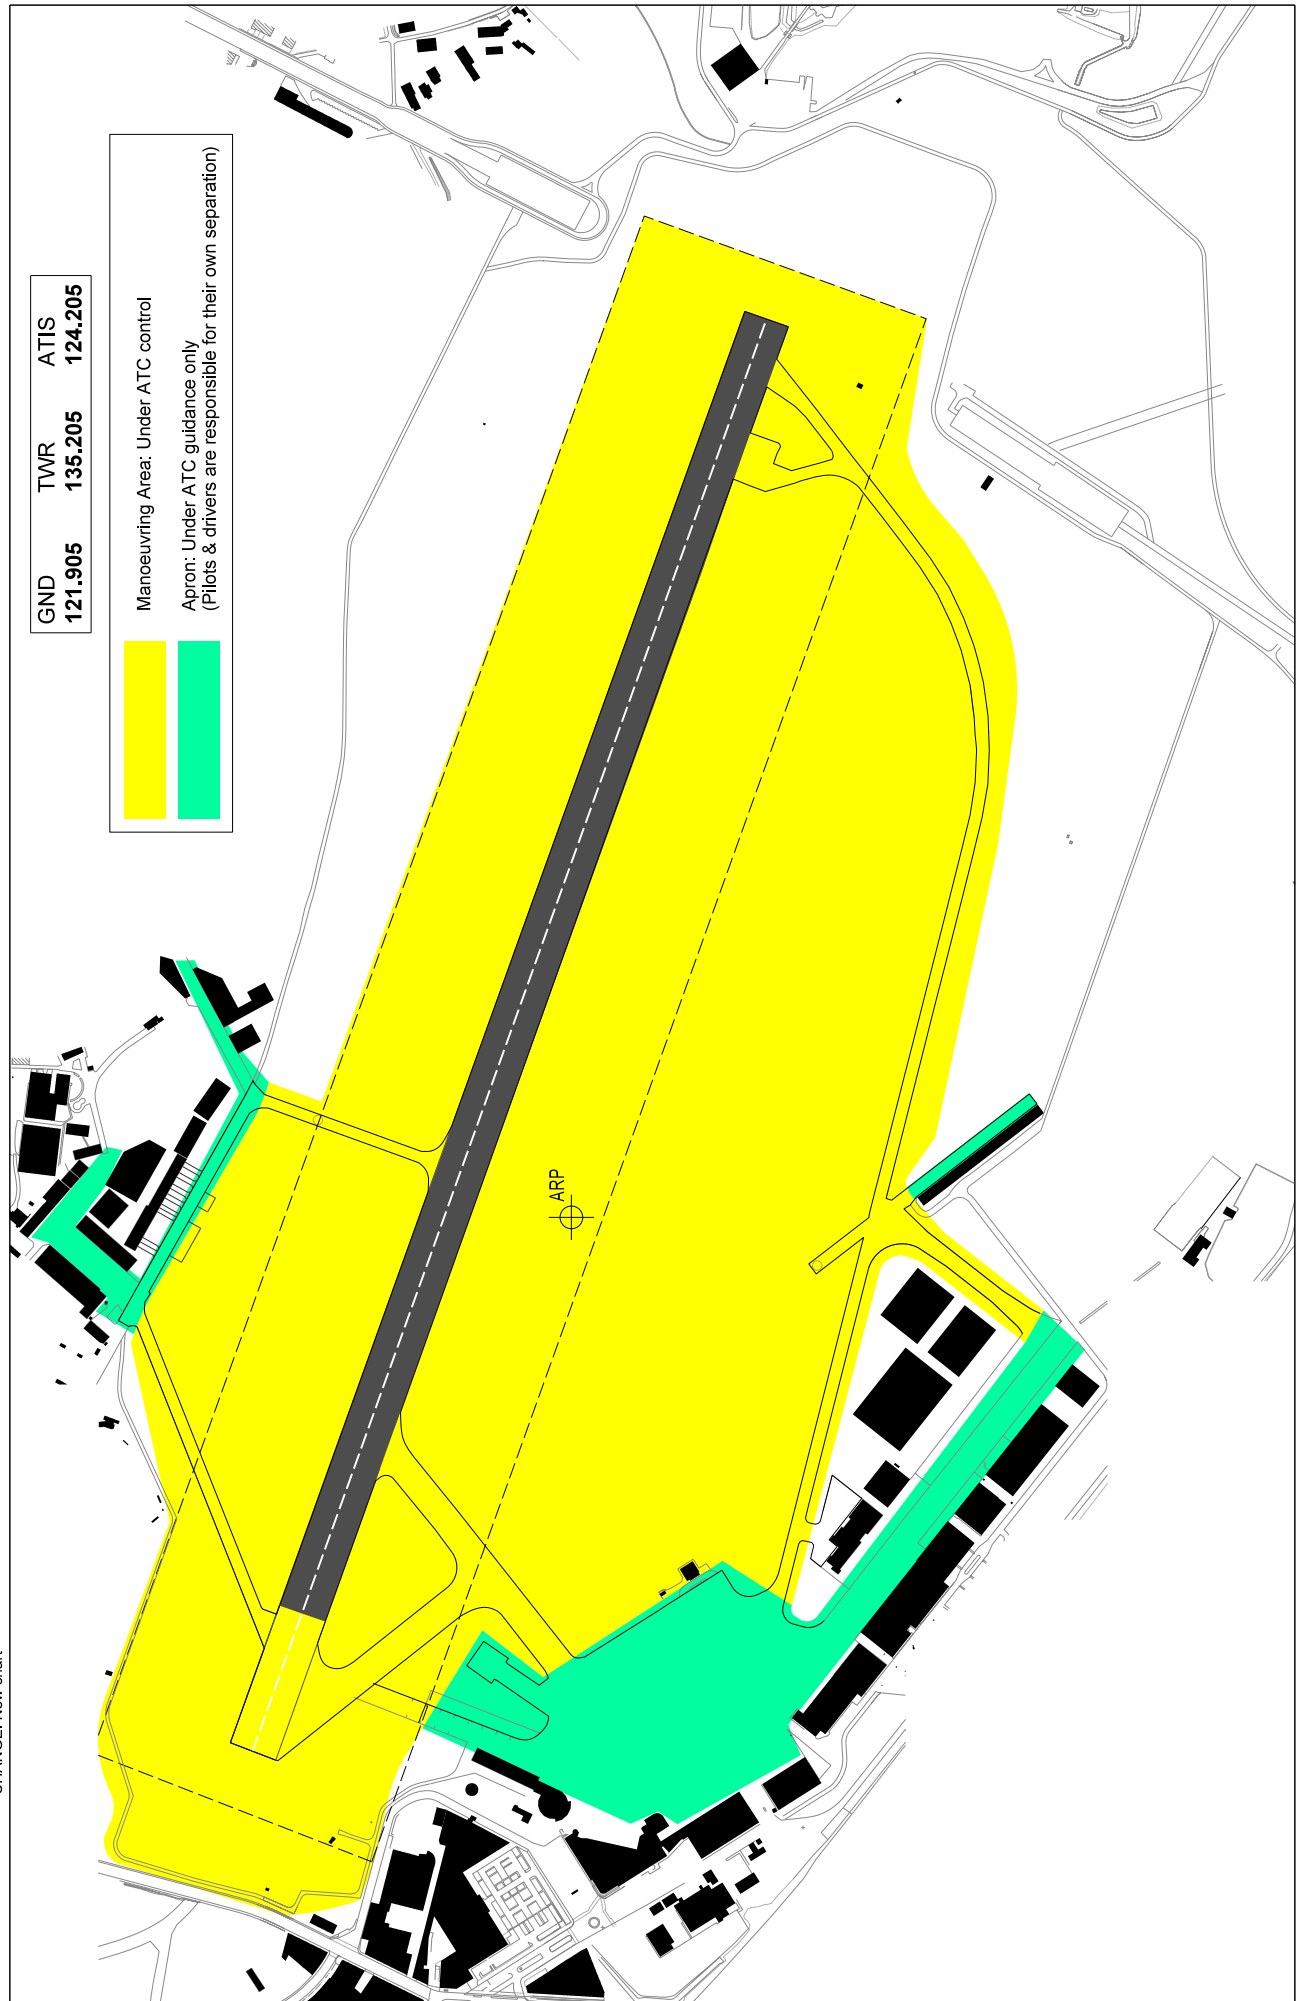 GND TWR ATIS
121.905 135.205 124.205
Manoeuvring Area: Under ATC control
Apron: Under ATC guidance only
(Pilots & drivers are responsible for their own separation)
ARP